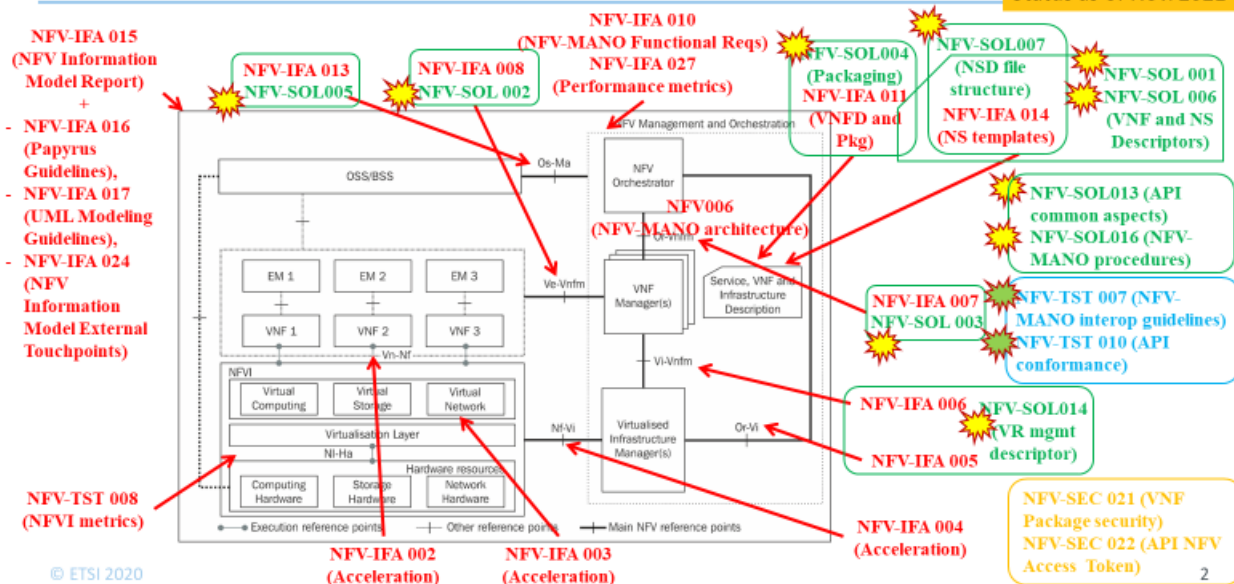 NFV-IFA 015
(NFV Information
Model Report)
+
- NFV-IFA 016
(Papyrus
Guidelines),
- NFV-IFA 017
(UML Modeling
Guidelines),
- NFV-IFA 024
(NFV
Information
Model External
Touchpoints)
NFV-IFA 013
NFV-SOL005
NFV-IFA 008
NFV-SOL 002
NFV-IFA 010
(NFV-MANO Functional Reqs)
NFV-IFA 027
(Performance metrics)
NFV-SOL004
(Packaging)
NFV-IFA 011
(VNFD and
Pkg)
NFV-SOL007
(NSD file
structure)
NFV-IFA 014
(NS templates)
NFV-SOL 001
NFV-SOL 006
(VNF and NS
Descriptors)
NFV Management and Orchestration
OSS/BSS
Os-Ma
NFV
Orchestrator
NFV006
(NFV-MANO architecture)
Or-Vnfm
NFV-SOL013 (API
common aspects)
NFV-SOL016 (NFV-
MANO procedures)
EM 1
EM 2
EM 3
Ve-Vnfm
VNF
Manager(s)
Service, VNF and
Infrastructure
Description
NFV-IFA 007
NFV-SOL 003
NFV-TST 007 (NFV-
MANO interop guidelines)
NFV-TST 010 (API
conformance)
VNF 1
VNF 2
VNF 3
Vn-Nf
Vi-Vnfm
NFVI
Virtual
Computing
Virtual
Storage
Virtual
Network
Virtualisation Layer
Nf-Vi
Virtualised
Infrastructure
Manager(s)
Or-Vi
NFV-IFA 006
NFV-IFA 005
NFV-SOL014
(VR mgmt
descriptor)
NI-Ha
Hardware resources
Computing
Hardware
Storage
Hardware
Network
Hardware
NFV-TST 008
(NFVI metrics)
Execution reference points
Other reference points
Main NFV reference points
NFV-IFA 002
(Acceleration)
NFV-IFA 003
(Acceleration)
NFV-IFA 004
(Acceleration)
NFV-SEC 021 (VNF
Package security)
NFV-SEC 022 (API NFV
Access Token)
© ETSI 2020
2